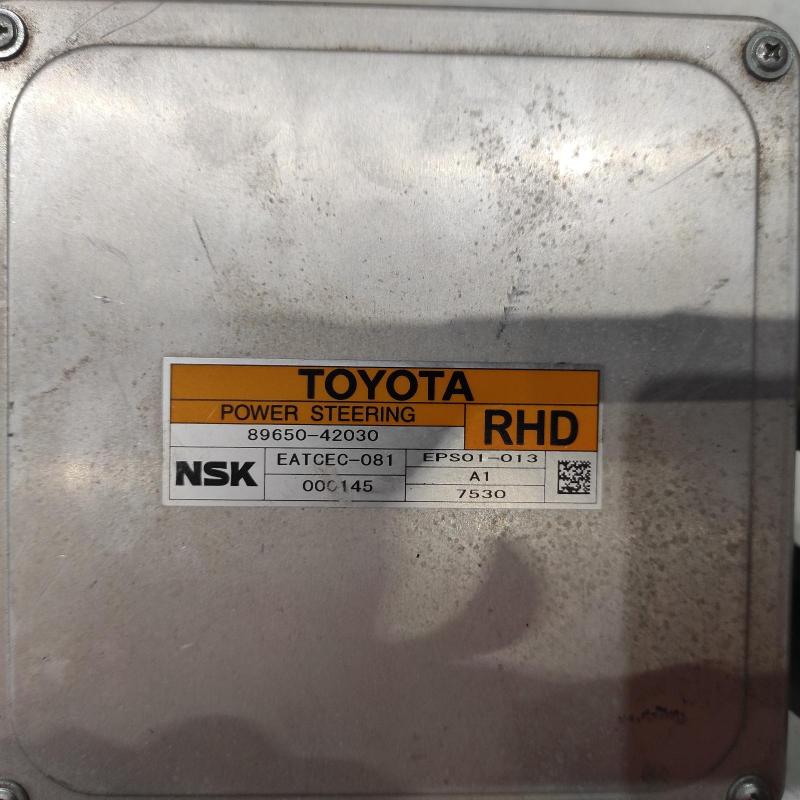 TOYOTA
POWER STEERING
RHD
89650-42030
NSK
EATCEC-081
EPS01-013
000145
A1
7530